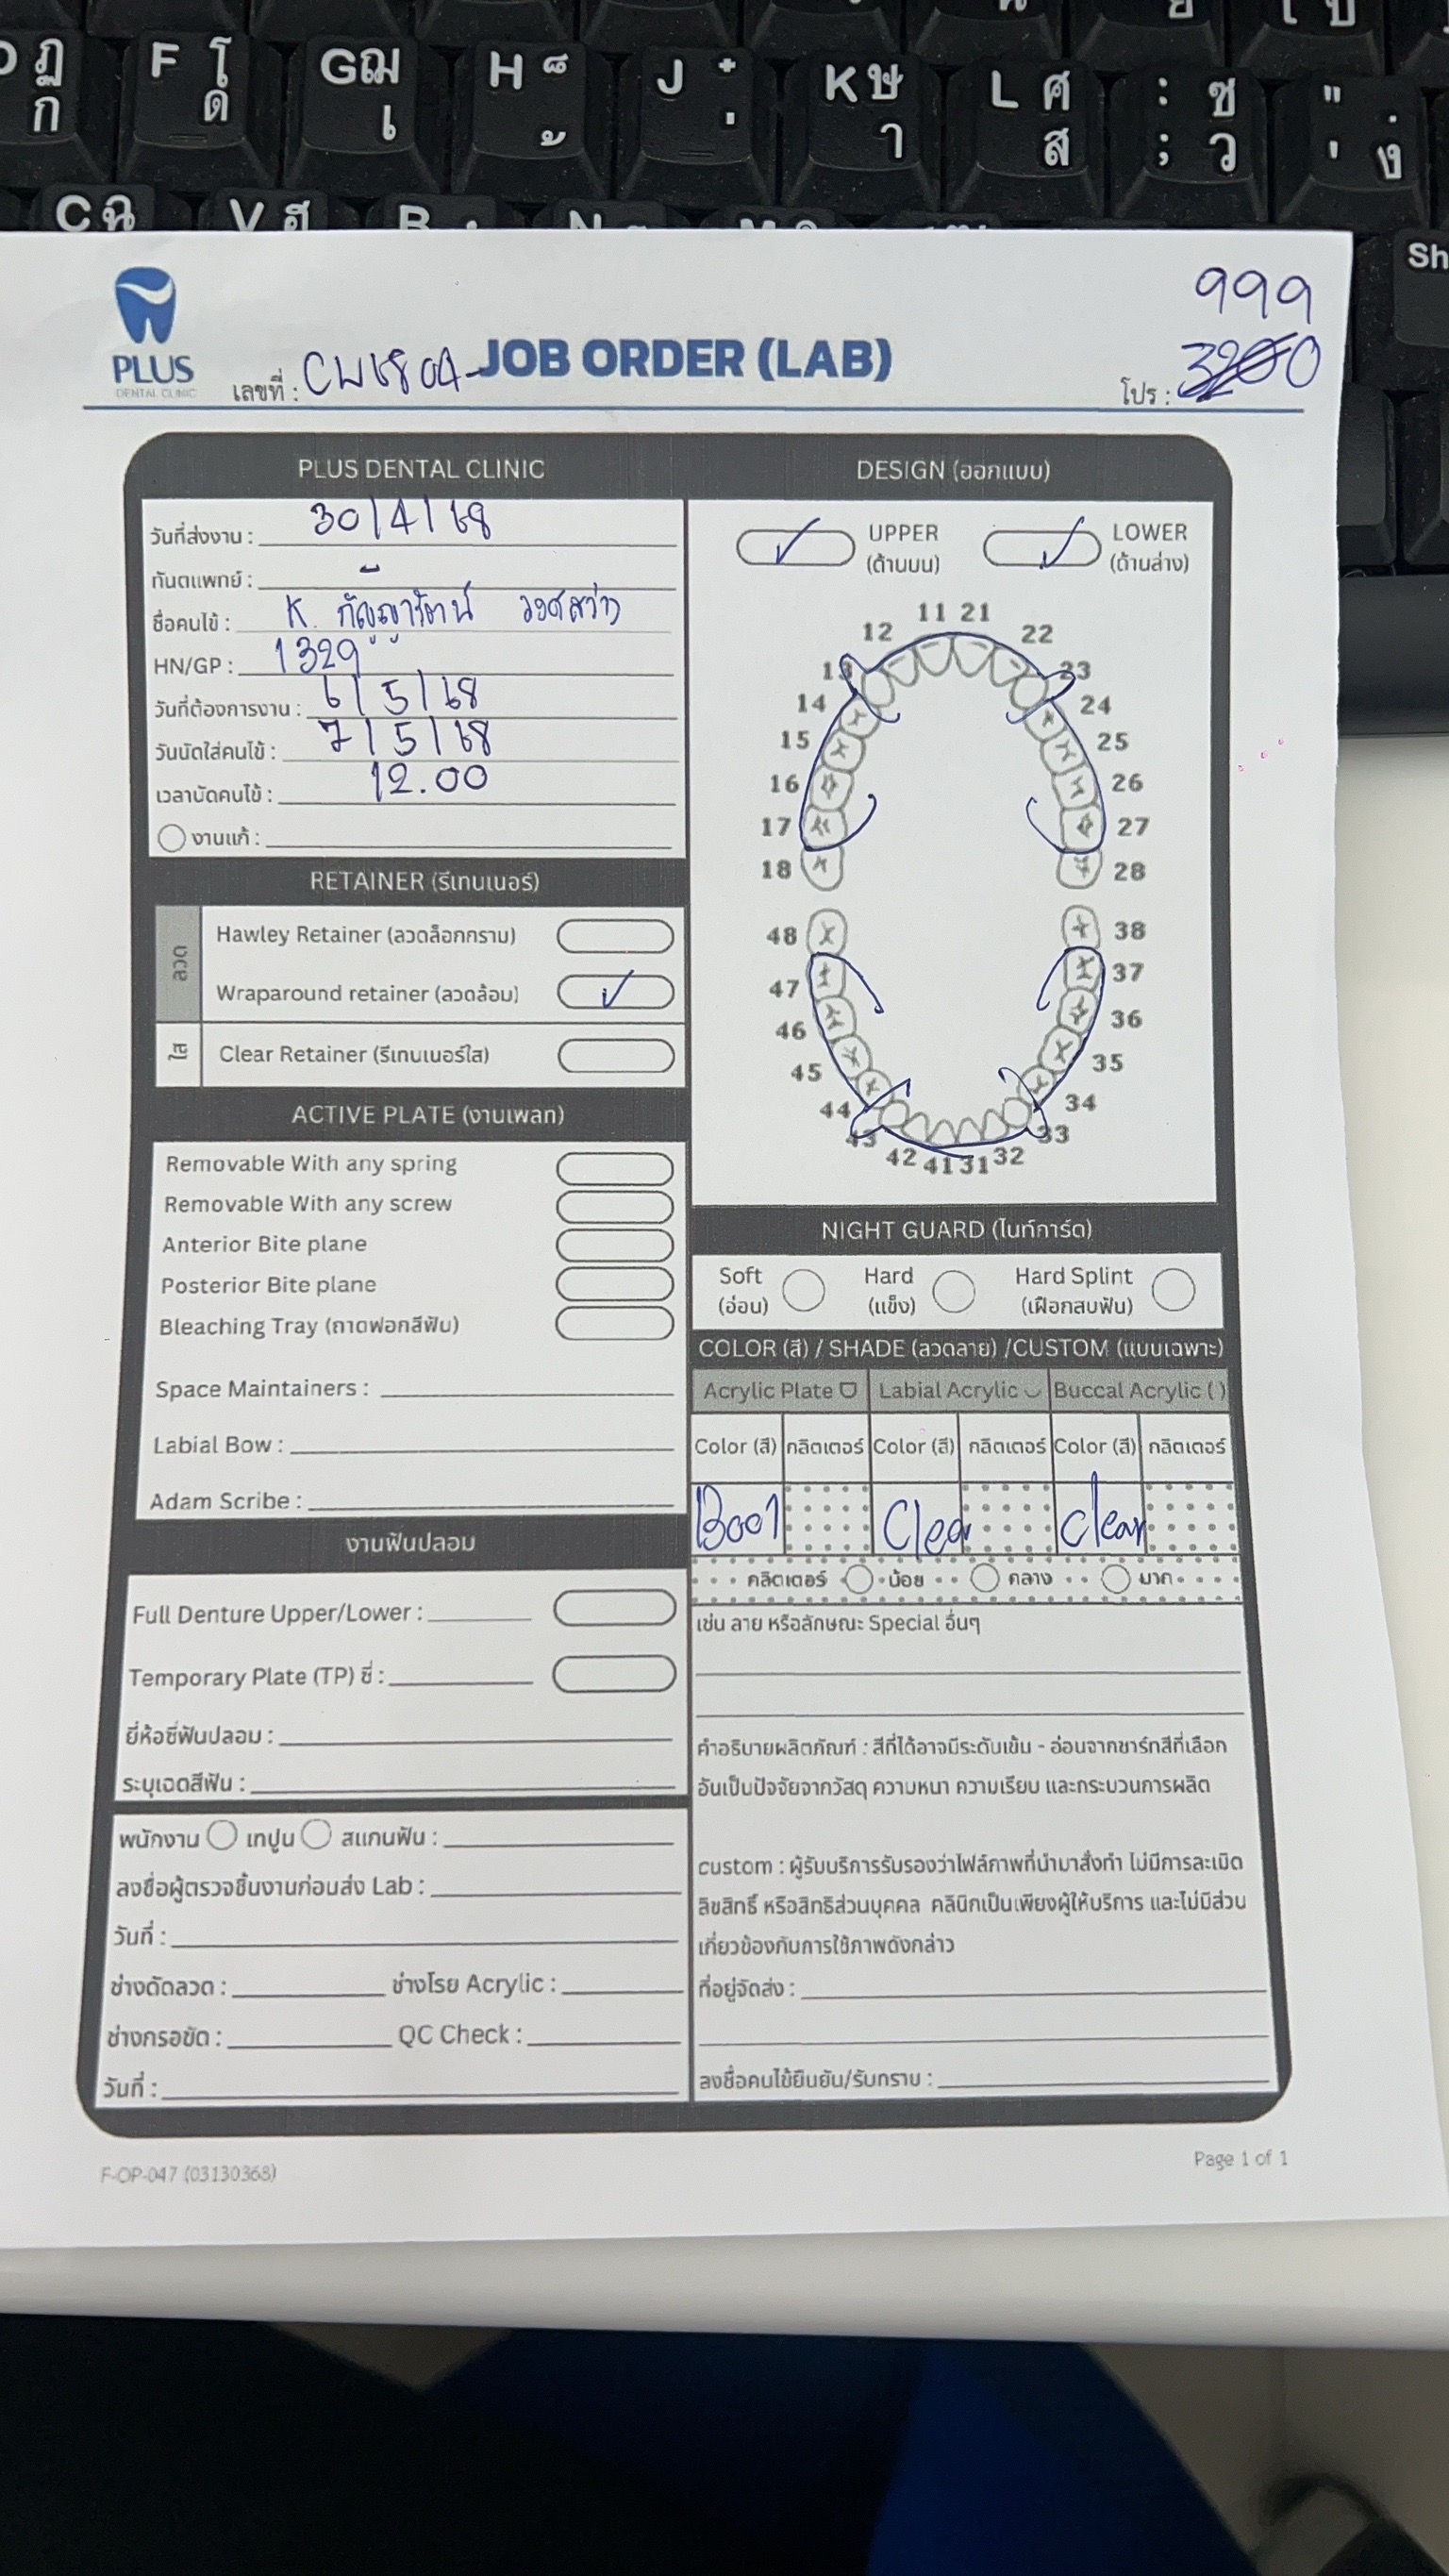 ฎ F โ Gฌ H ็ J ๋ Kษ L ศ : ซ " .
ก ด เ ้ ่ า ส ; ว ' ง
Cฉ Vฮ B N
Sh
999
PLUS
DENTAL CLINIC
เลขที่ : CW6804- JOB ORDER (LAB) โปร : 3200
PLUS DENTAL CLINIC
วันที่ส่งงาน : 30/4/68
ทันตแพทย์ : -
ชื่อคนไข้ : K. กัญญารัตน์ วงศ์สว่าง
HN/GP : 1329
วันที่ต้องการงาน : 6/5/68
วันนัดใส่คนไข้ : 7/5/68
เวลานัดคนไข้ : 12.00
งานแก้ :
RETAINER (รีเทนเนอร์)
ลวด
Hawley Retainer (ลวดล็อกกราม)
Wraparound retainer (ลวดล้อม) ✓
ใส
Clear Retainer (รีเทนเนอร์ใส)
ACTIVE PLATE (งานเพลท)
Removable With any spring
Removable With any screw
Anterior Bite plane
Posterior Bite plane
Bleaching Tray (ถาดฟอกสีฟัน)
Space Maintainers :
Labial Bow :
Adam Scribe :
งานฟันปลอม
Full Denture Upper/Lower :
Temporary Plate (TP) ซี่ :
ยี่ห้อซี่ฟันปลอม :
ระบุเฉดสีฟัน :
พนักงาน เทปูน สแกนฟัน :
ลงชื่อผู้ตรวจชิ้นงานก่อนส่ง Lab :
วันที่ :
ช่างดัดลวด : ช่างโรย Acrylic :
ช่างกรอขัด : QC Check :
วันที่ :
DESIGN (ออกแบบ)
✓ UPPER ✓ LOWER
(ด้านบน) (ด้านล่าง)
11 21
12 22
13 23
14 24
15 25
16 26
17 27
18 28
48 38
47 37
46 36
45 35
44 34
43 33
42 41 31 32
NIGHT GUARD (ไนท์การ์ด)
Soft Hard Hard Splint
(อ่อน) (แข็ง) (เฝือกสบฟัน)
COLOR (สี) / SHADE (ลวดลาย) /CUSTOM (แบบเฉพาะ)
Acrylic Plate Labial Acrylic Buccal Acrylic ( )
Color (สี) กลิตเตอร์ Color (สี) กลิตเตอร์ Color (สี) กลิตเตอร์
B001 Clear Clear
กลิตเตอร์ น้อย กลาง มาก
เช่น ลาย หรือลักษณะ Special อื่นๆ
คำอธิบายผลิตภัณฑ์ : สีที่ได้อาจมีระดับเข้ม - อ่อนจากชาร์ทสีที่เลือก
อันเป็นปัจจัยจากวัสดุ ความหนา ความเรียบ และกระบวนการผลิต
custom : ผู้รับบริการรับรองว่าไฟล์ภาพที่นำมาสั่งทำ ไม่มีการละเมิด
ลิขสิทธิ์ หรือสิทธิส่วนบุคคล คลินิกเป็นเพียงผู้ให้บริการ และไม่มีส่วน
เกี่ยวข้องกับการใช้ภาพดังกล่าว
ที่อยู่จัดส่ง :
ลงชื่อคนไข้ยืนยัน/รับทราบ :
F-OP-047 (03130368)
Page 1 of 1